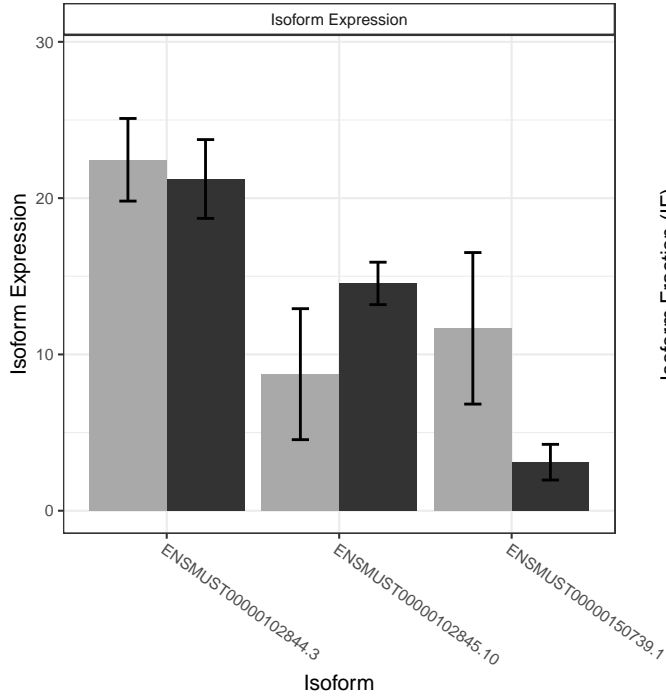 Isoform Expression
30
20
10
0
Isoform Expression
ENSMUST00000102844.3
ENSMUST00000102845.10
ENSMUST00000150739.1
Isoform
Isoform Fraction (IF)